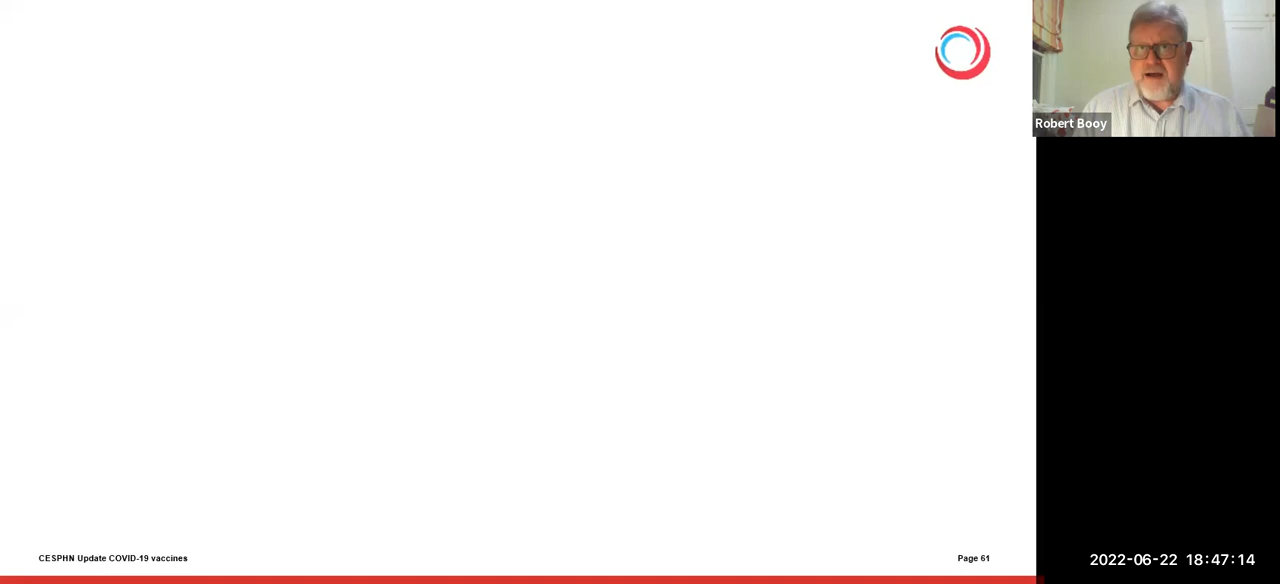 Robert Booy
CESPHN Update COVID-19 vaccines
Page 61
2022-06-22 18:47:14